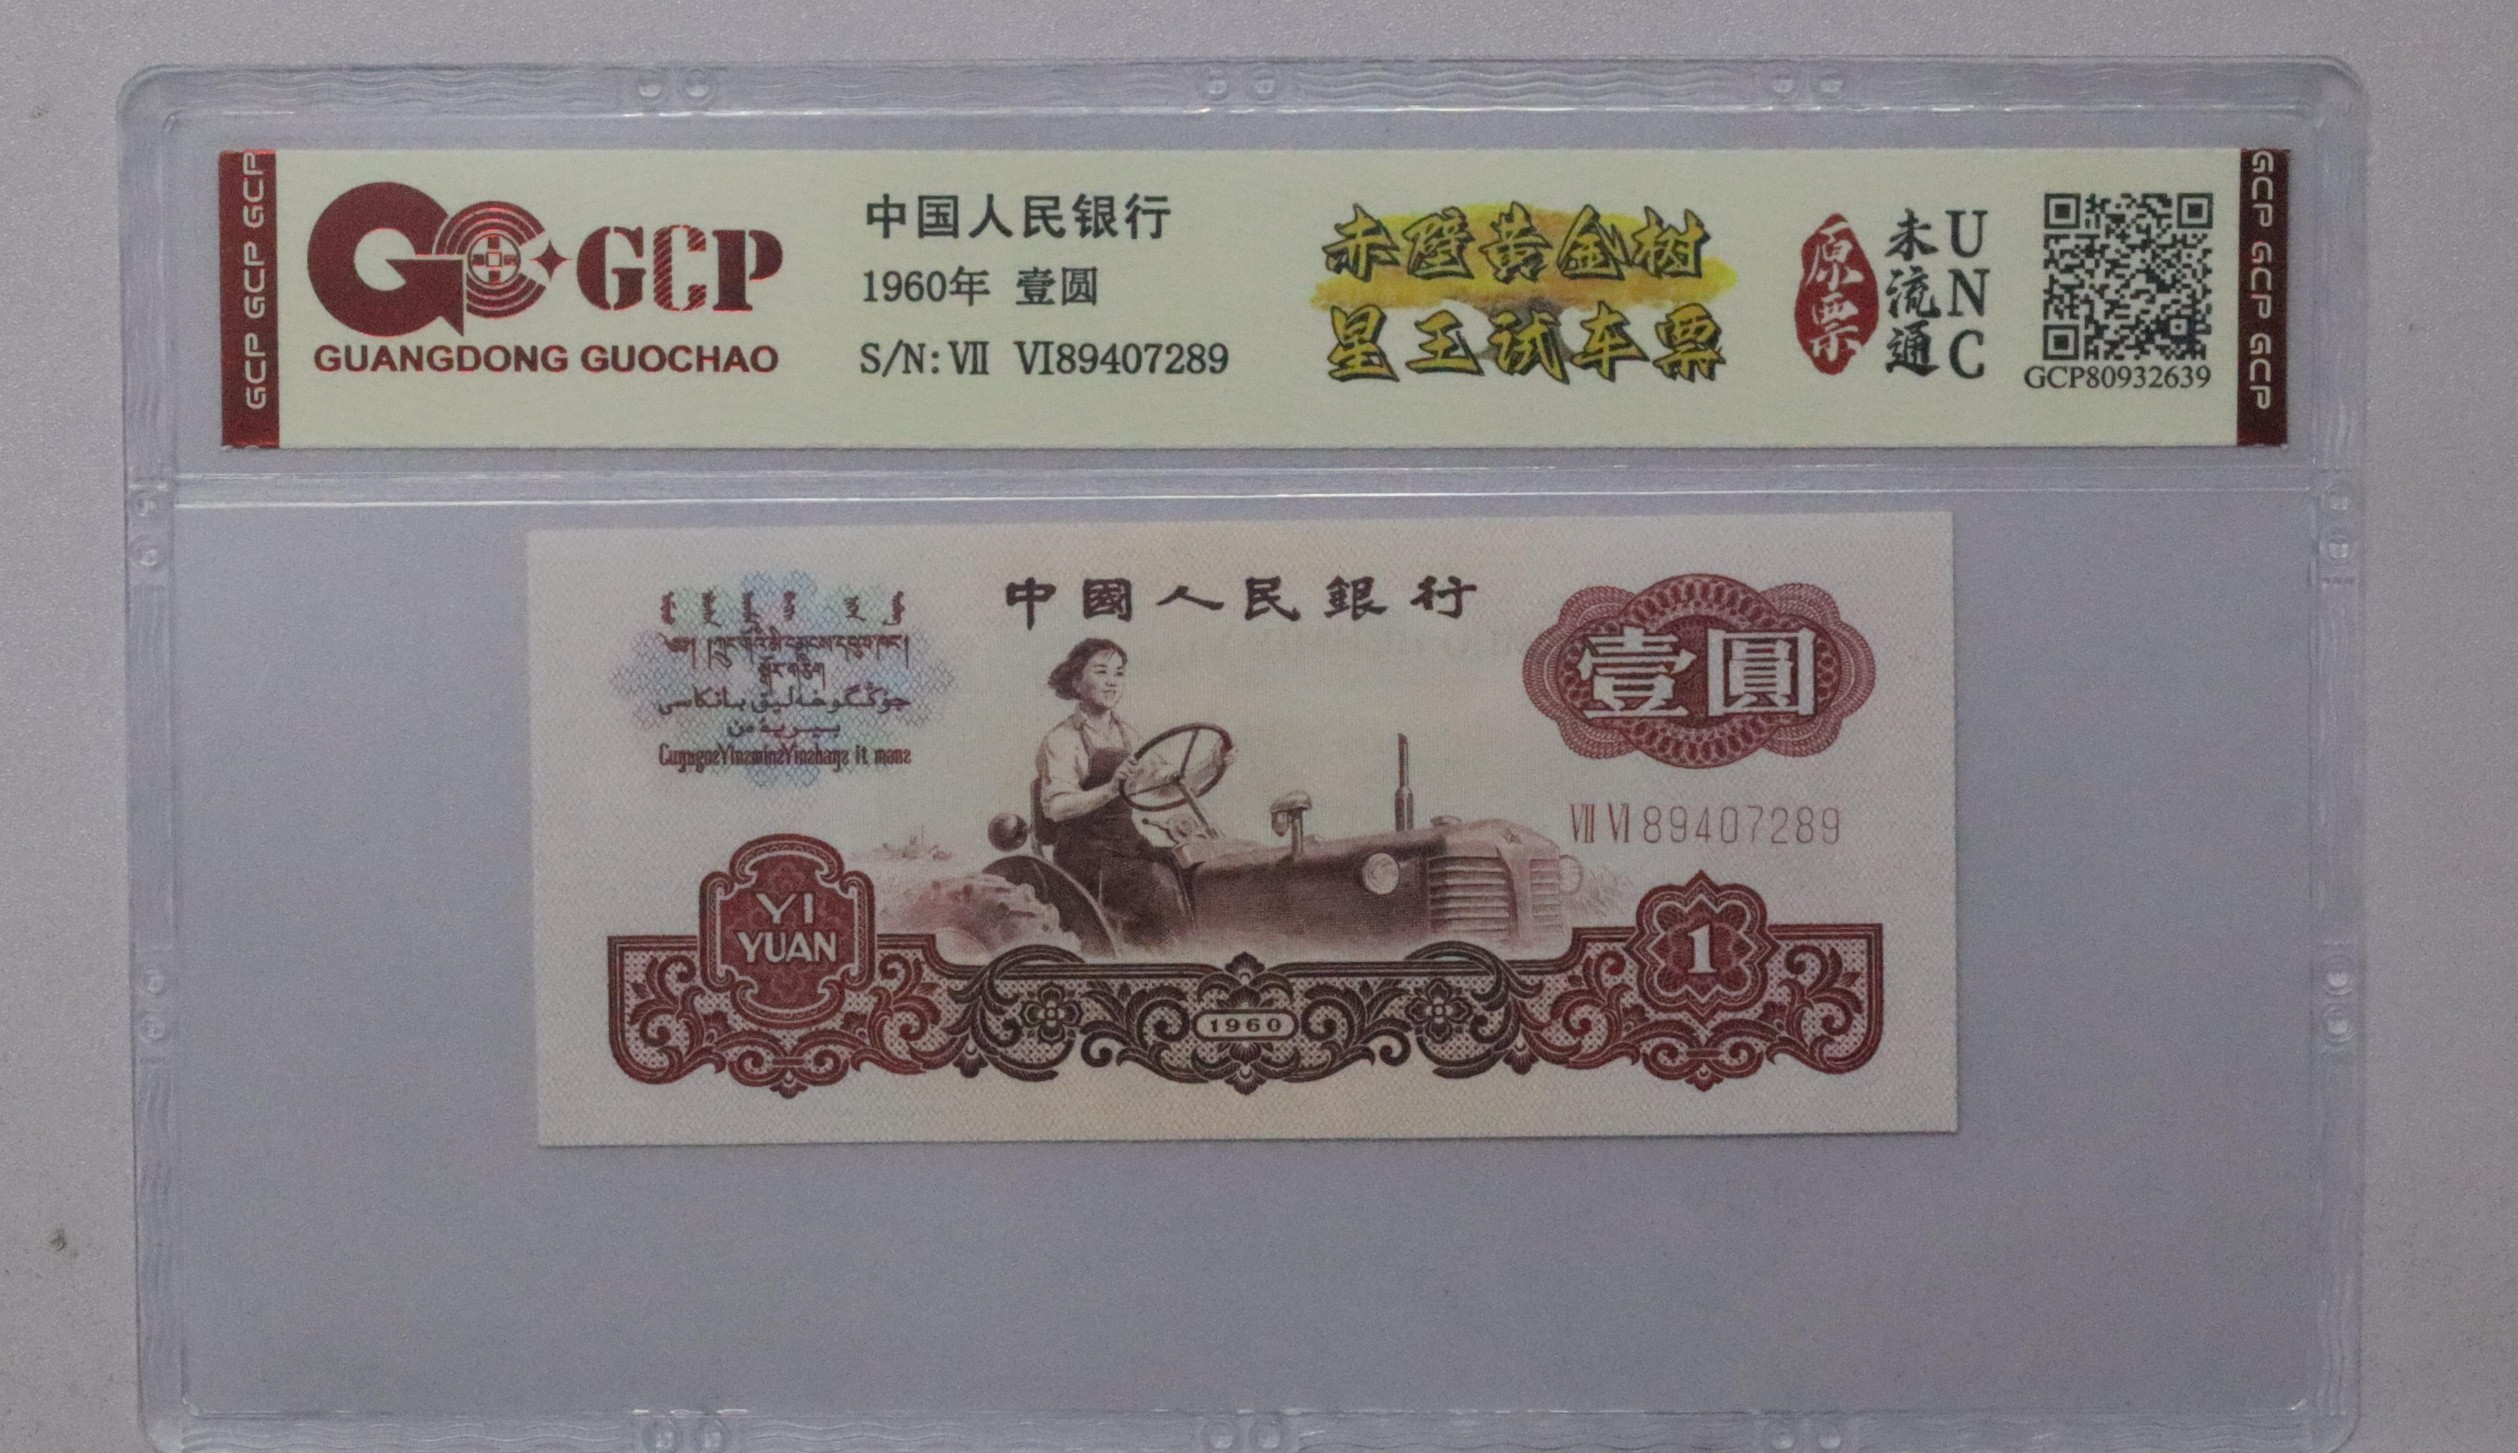 GCP GCP GCP
GCP
GUANGDONG GUOCHAO
中国人民银行
1960年 壹圆
S/N: VII VI89407289
赤壁黄金树
星王试车票
原票
未流通
UNC
GCP80932639
GCP GCP GCP
中國人民銀行
壹圓
VII VI 89407289
YI
YUAN
1960
1